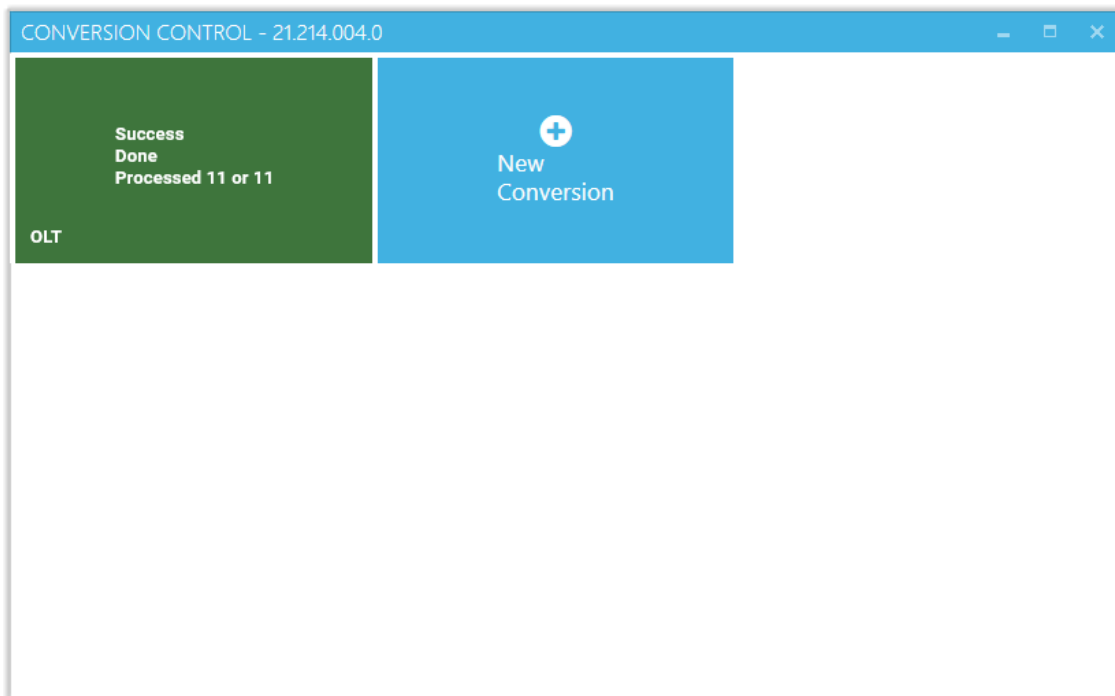 CONVERSION CONTROL - 21.214.004.0
Success
Done
Processed 11 or 11
OLT
New
Conversion